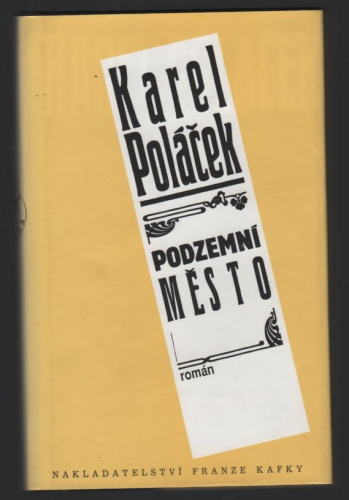 Karel
Poláček
PODZEMNÍ
MĚSTO
román
NAKLADATELSTVÍ FRANZE KAFKY